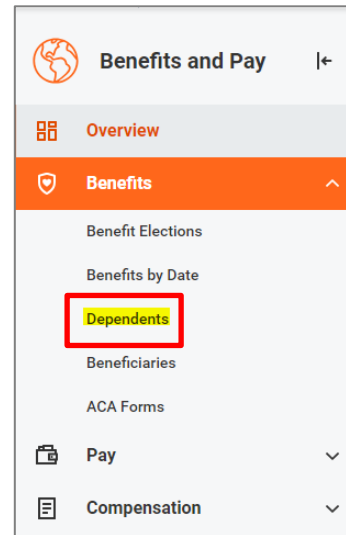 Benefits and Pay
Overview
Benefits
Benefit Elections
Benefits by Date
Dependents
Beneficiaries
ACA Forms
Pay
Compensation